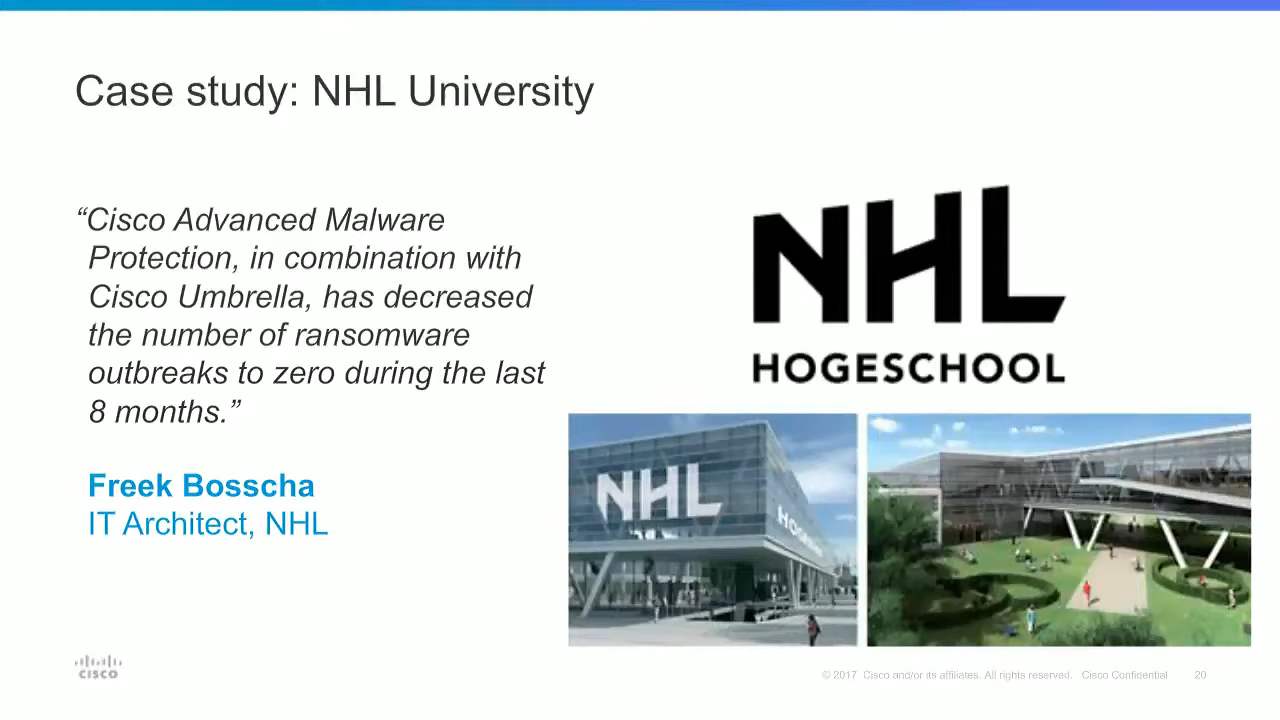 Case study: NHL University
“Cisco Advanced Malware
Protection, in combination with
Cisco Umbrella, has decreased
the number of ransomware
outbreaks to zero during the last
8 months.”
Freek Bosscha
IT Architect, NHL
NHL
HOGESCHOOL
NHL
HOGESCHOOL
CISCO
© 2017 Cisco and/or its affiliates. All rights reserved. Cisco Confidential 20